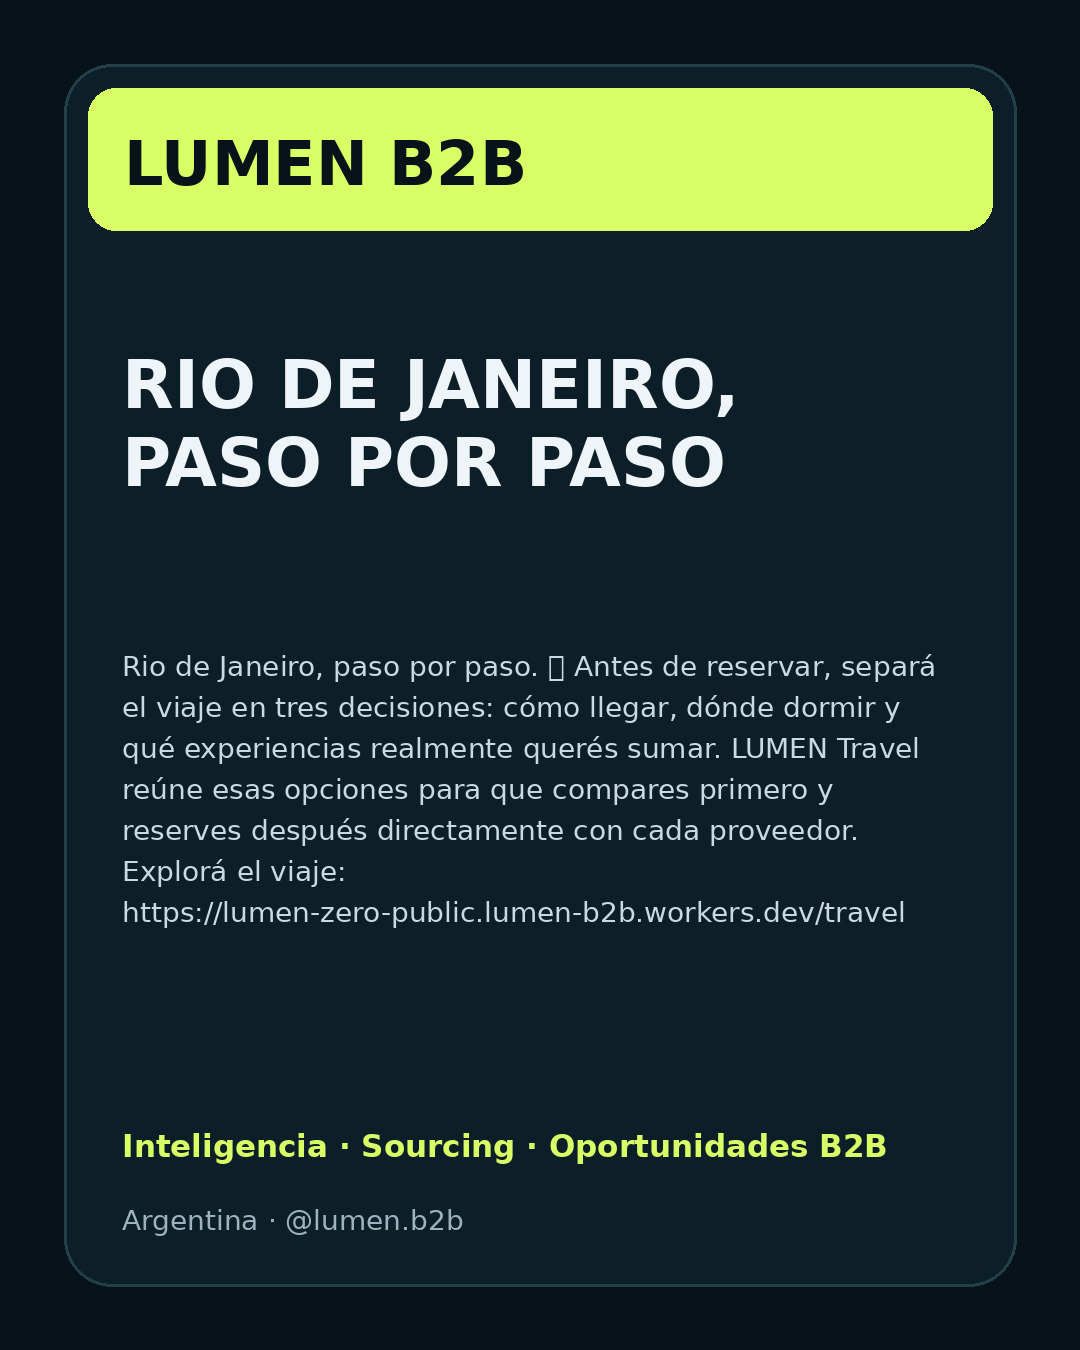 LUMEN B2B
RIO DE JANEIRO,
PASO POR PASO
Rio de Janeiro, paso por paso. Antes de reservar, separá
el viaje en tres decisiones: cómo llegar, dónde dormir y
qué experiencias realmente querés sumar. LUMEN Travel
reúne esas opciones para que compares primero y
reserves después directamente con cada proveedor.
Explorá el viaje:
https://lumen-zero-public.lumen-b2b.workers.dev/travel
Inteligencia · Sourcing · Oportunidades B2B
Argentina · @lumen.b2b